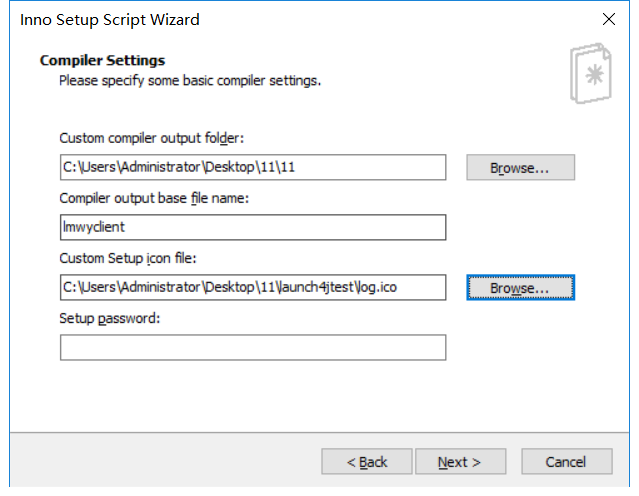 Inno Setup Script Wizard
Compiler Settings
Please specify some basic compiler settings.
Custom compiler output folder:
C:\Users\Administrator\Desktop\11\11
Browse...
Compiler output base file name:
lmwyclient
Custom Setup icon file:
C:\Users\Administrator\Desktop\11\launch4jtest\log.ico
Browse...
Setup password:
< Back
Next >
Cancel